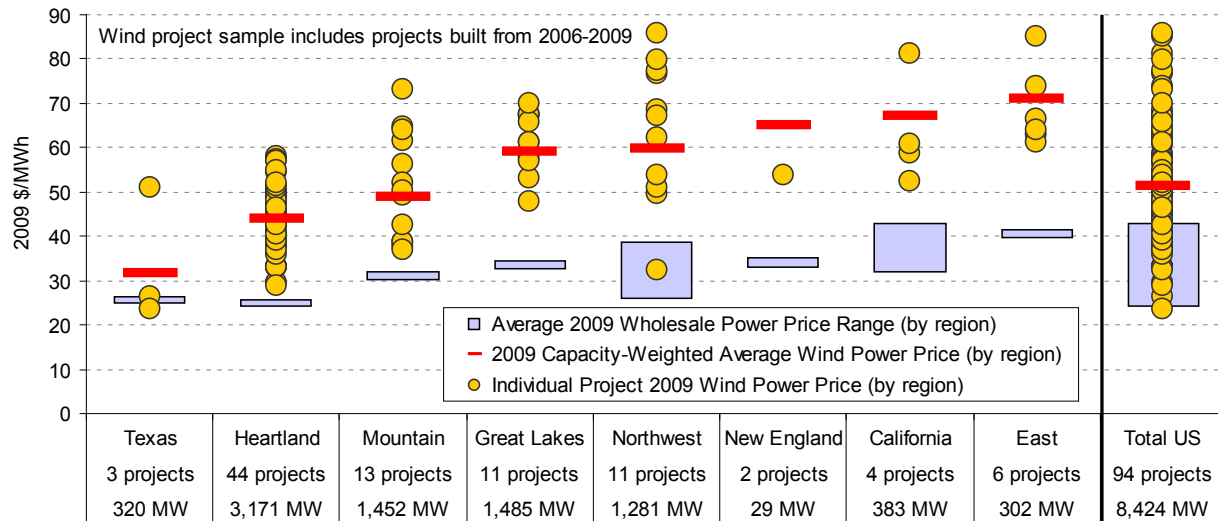 90
Wind project sample includes projects built from 2006-2009
80
70
60
50
40
30
20
10
0
2009 $/MWh
Average 2009 Wholesale Power Price Range (by region)
2009 Capacity-Weighted Average Wind Power Price (by region)
Individual Project 2009 Wind Power Price (by region)
Texas Heartland Mountain Great Lakes Northwest New England California East Total US
3 projects 44 projects 13 projects 11 projects 11 projects 2 projects 4 projects 6 projects 94 projects
320 MW 3,171 MW 1,452 MW 1,485 MW 1,281 MW 29 MW 383 MW 302 MW 8,424 MW